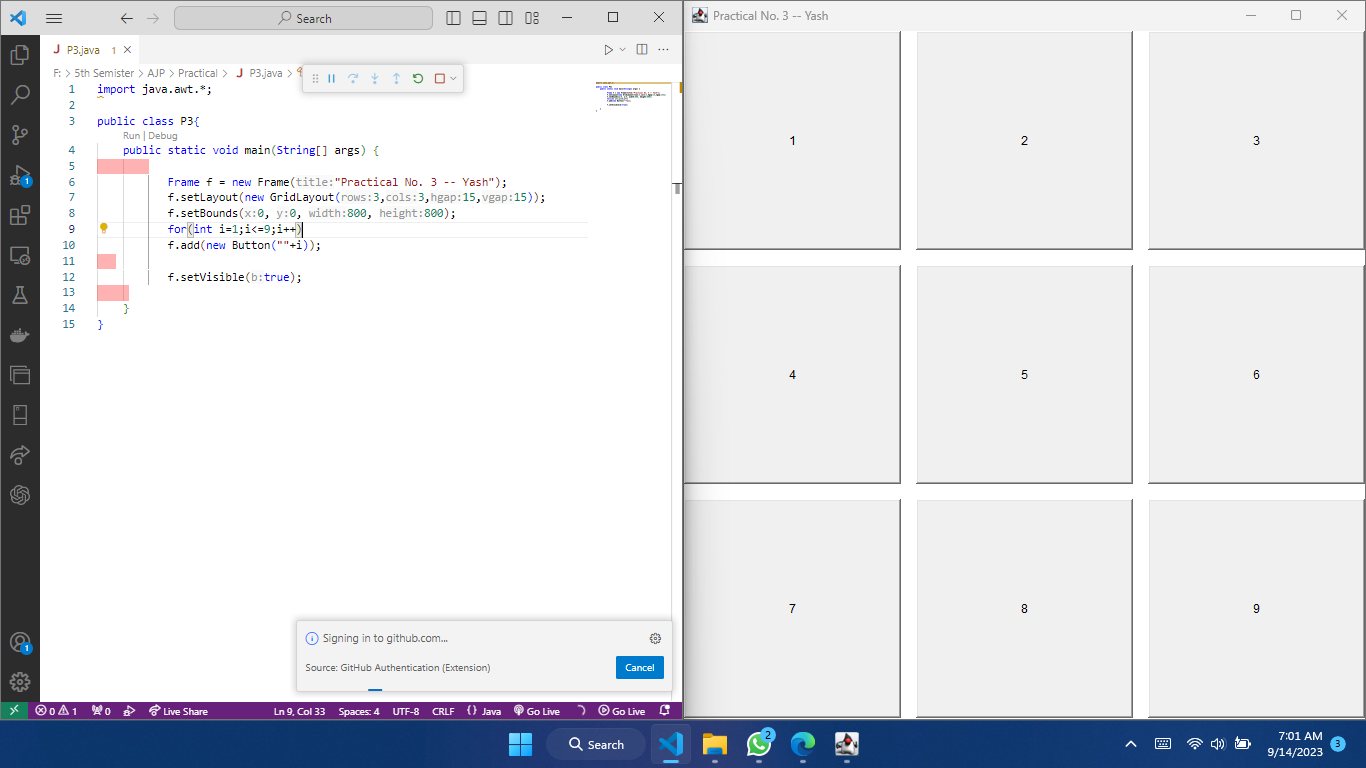 Search
P3.java 1
F: > 5th Semister > AJP > Practical > J P3.java >
1 import java.awt.*;
2
3 public class P3{
Run | Debug
4 public static void main(String[] args) {
5
6 Frame f = new Frame(title:"Practical No. 3 -- Yash");
7 f.setLayout(new GridLayout(rows:3,cols:3,hgap:15,vgap:15));
8 f.setBounds(x:0, y:0, width:800, height:800);
9 for(int i=1;i<=9;i++)
10 f.add(new Button(""+i));
11
12 f.setVisible(b:true);
13
14 }
15 }
1
1
Signing in to github.com...
Source: GitHub Authentication (Extension)
Cancel
0 1 0 Live Share Ln 9, Col 33 Spaces: 4 UTF-8 CRLF {} Java Go Live Go Live
Practical No. 3 -- Yash
1 2 3
4 5 6
7 8 9
Search
2
7:01 AM
9/14/2023
3